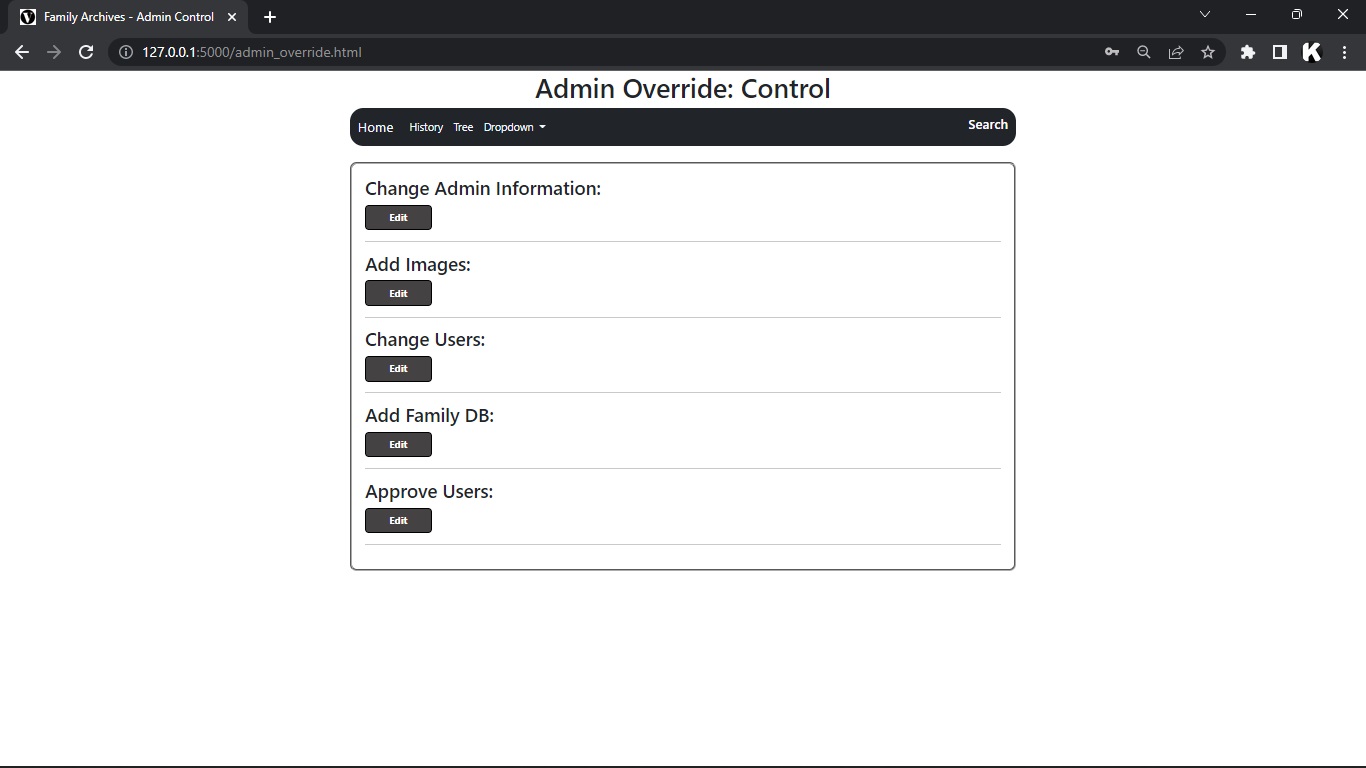 Family Archives - Admin Control
127.0.0.1:5000/admin_override.html
Admin Override: Control
Home History Tree Dropdown Search
Change Admin Information:
Edit
Add Images:
Edit
Change Users:
Edit
Add Family DB:
Edit
Approve Users:
Edit